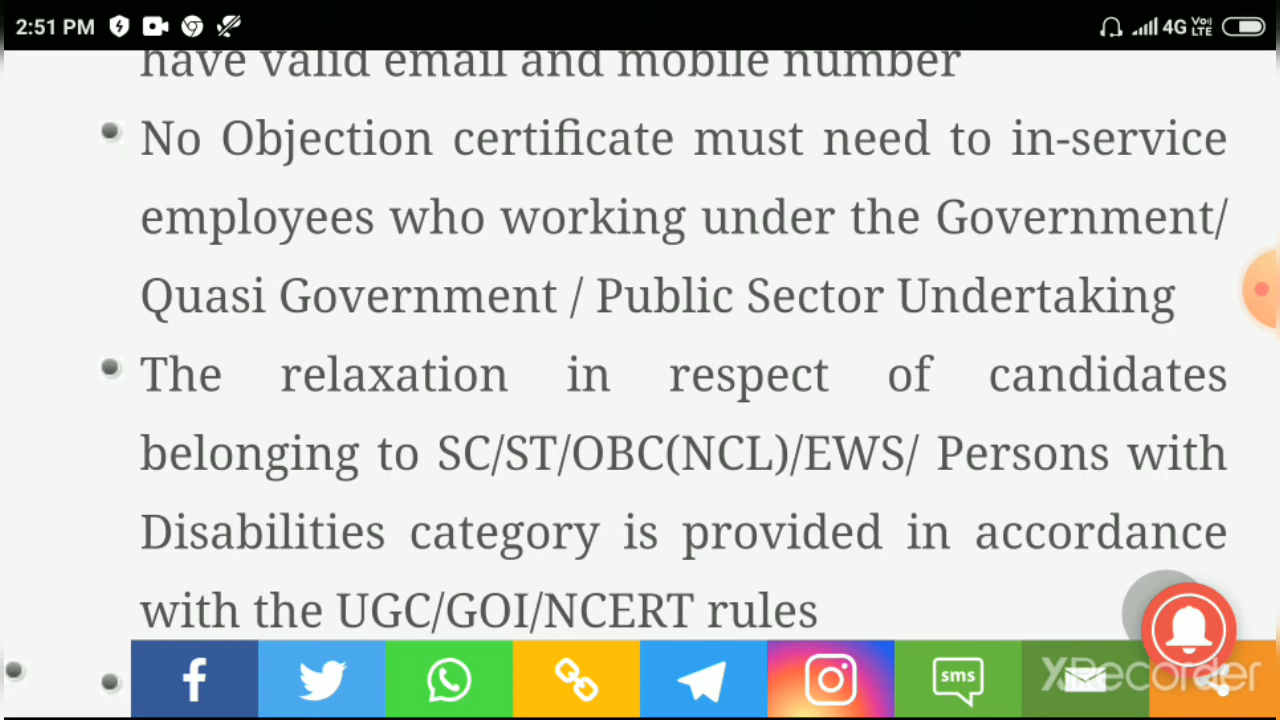 2:51 PM
4G Vo) LTE
have valid email and mobile number
No Objection certificate must need to in-service
employees who working under the Government/
Quasi Government / Public Sector Undertaking
The relaxation in respect of candidates
belonging to SC/ST/OBC(NCL)/EWS/ Persons with
Disabilities category is provided in accordance
with the UGC/GOI/NCERT rules
sms
XRecorder